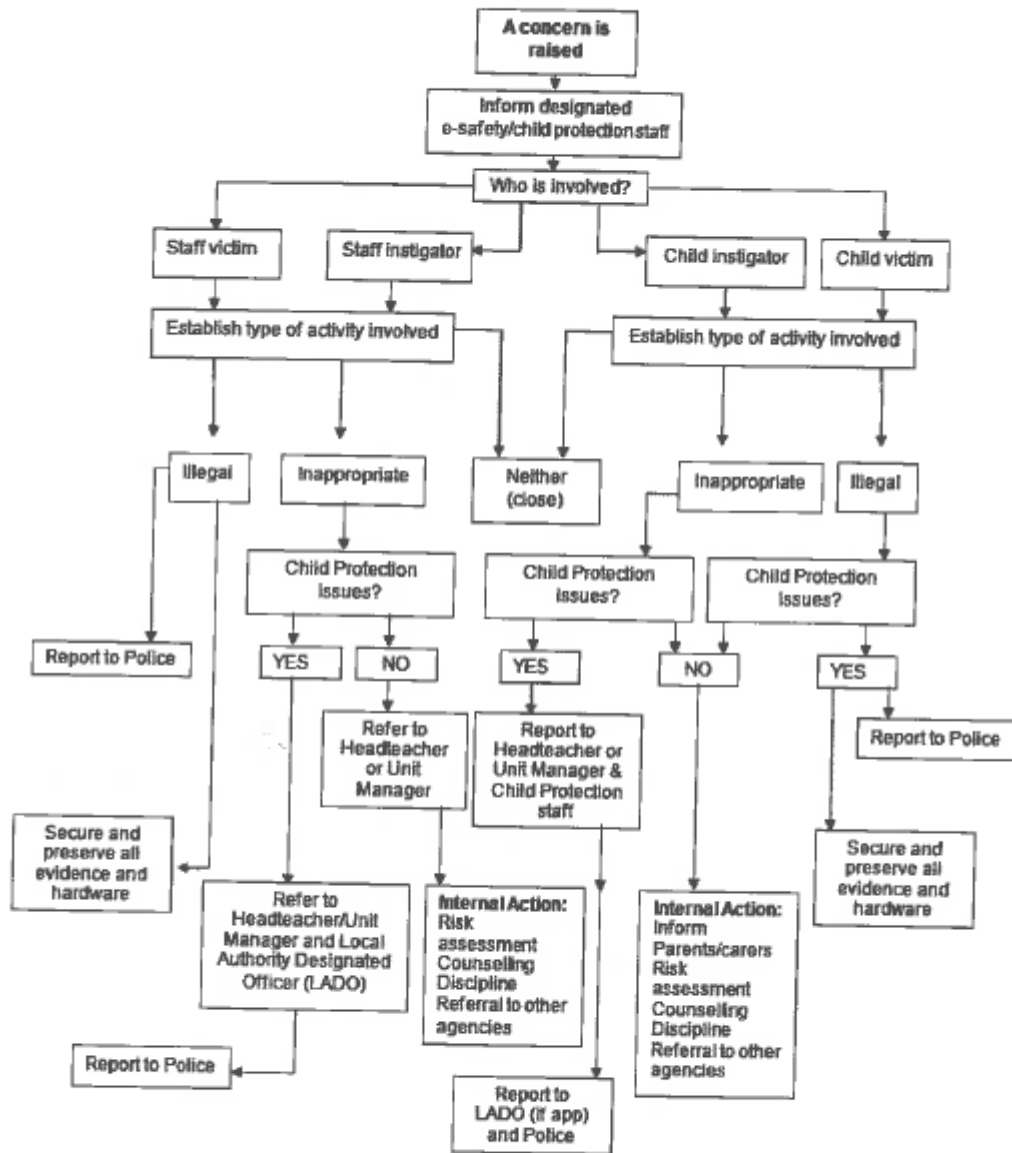 A concern is
raised
Inform designated
e-safety/child protection staff
Who is involved?
Staff victim
Staff instigator
Child instigator
Child victim
Establish type of activity involved
Establish type of activity involved
Illegal
Inappropriate
Neither
(close)
Inappropriate
Illegal
Child Protection
issues?
Child Protection
issues?
Child Protection
issues?
Report to Police
YES
NO
YES
NO
YES
Refer to
Headteacher
or Unit
Manager
Report to
Headteacher or
Unit Manager &
Child Protection
staff
Report to Police
Secure and
preserve all
evidence and
hardware
Secure and
preserve all
evidence and
hardware
Refer to
Headteacher/Unit
Manager and Local
Authority Designated
Officer (LADO)
Internal Action:
Risk
assessment
Counselling
Discipline
Referral to other
agencies
Internal Action:
Inform
Parents/carers
Risk
assessment
Counselling
Discipline
Referral to other
agencies
Report to Police
Report to
LADO (if app)
and Police